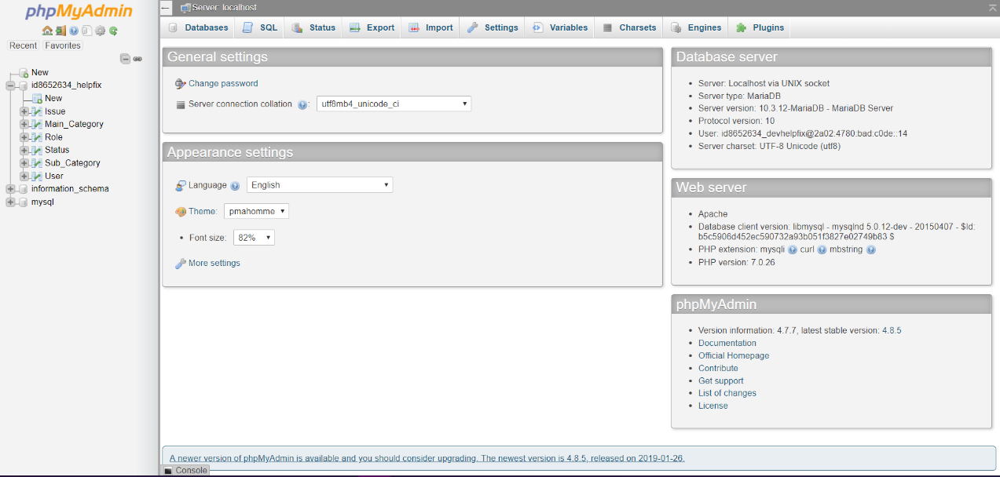 phpMyAdmin
Recent Favorites
New
id8652634_helpfix
New
Issue
Main_Category
Role
Status
Sub_Category
User
information_schema
mysql
Server: localhost
Databases SQL Status Export Import Settings Variables Charsets Engines Plugins
General settings
Change password
Server connection collation : utf8mb4_unicode_ci
Appearance settings
Language English
Theme: pmahomme
• Font size: 82%
More settings
Database server
• Server: Localhost via UNIX socket
• Server type: MariaDB
• Server version: 10.3.12-MariaDB - MariaDB Server
• Protocol version: 10
• User: id8652634_devhelpfix@2a02:4780:bad:c0de::14
• Server charset: UTF-8 Unicode (utf8)
Web server
• Apache
• Database client version: libmysql - mysqlnd 5.0.12-dev - 20150407 - $Id:
b5c5906d452ec590732a93b051f3827e02749b83 $
• PHP extension: mysqli curl mbstring
• PHP version: 7.0.26
phpMyAdmin
• Version information: 4.7.7, latest stable version: 4.8.5
• Documentation
• Official Homepage
• Contribute
• Get support
• List of changes
• License
A newer version of phpMyAdmin is available and you should consider upgrading. The newest version is 4.8.5, released on 2019-01-26.
Console